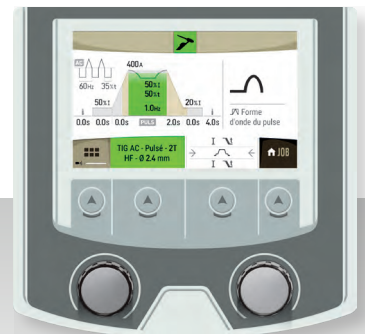 AC
400A
60Hz 35%t
50%I
50%t
1.0Hz
50%I
20%I
0.0s 0.0s 0.0s PULS 2.0s 0.0s 4.0s
Forme
d'onde du pulse
TIG AC - Pulsé - 2T
HF - Ø 2.4 mm
I
I
JOB